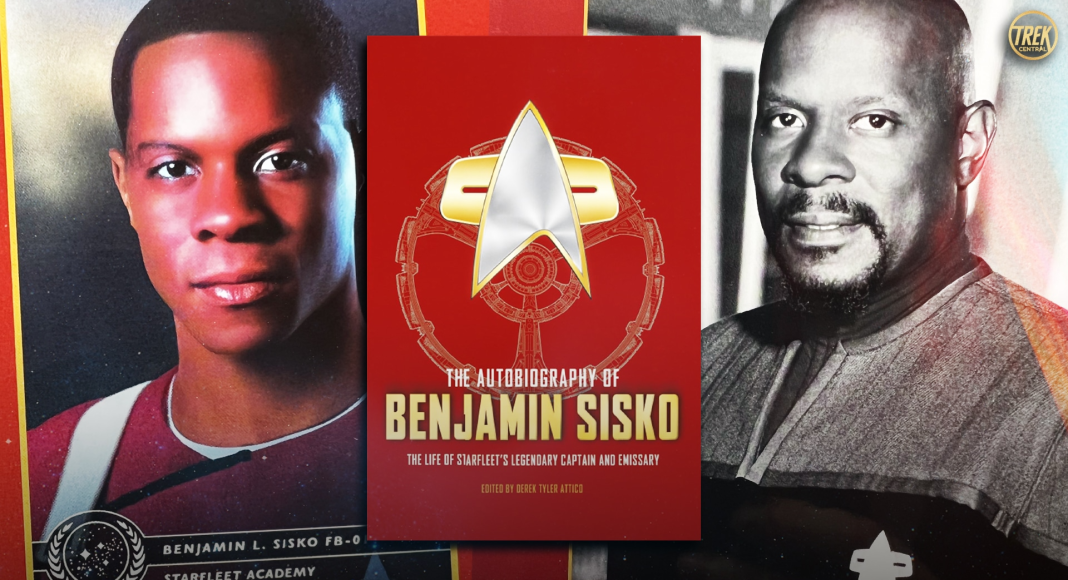 TREK
CENTRAL
THE AUTOBIOGRAPHY OF
BENJAMIN SISKO
THE LIFE OF STARFLEET'S LEGENDARY CAPTAIN AND EMISSARY
EDITED BY DEREK TYLER ATTICO
BENJAMIN L. SISKO FB-0
STARFLEET ACADEMY